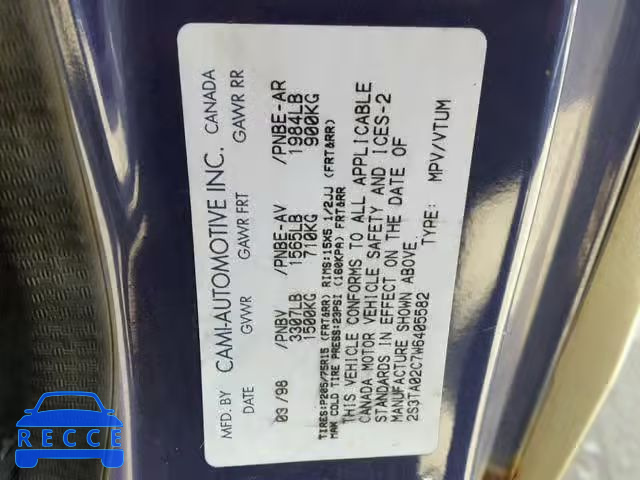 MFD. BY CAMI-AUTOMOTIVE INC. CANADA
DATE GVWR GAWR FRT GAWR RR
03/98 /PNBV /PNBE-AV /PNBE-AR
3307LB 1565LB 1984LB
1500KG 710KG 900KG
TIRES:P205/75R15 (FRT&RR) RIMS:15X5 1/2JJ (FRT&RR)
MAX COLD TIRE PRESS:23PSI (160KPA) FRT&RR
THIS VEHICLE CONFORMS TO ALL APPLICABLE
CANADA MOTOR VEHICLE SAFETY AND ICES-2
STANDARDS IN EFFECT ON THE DATE OF
MANUFACTURE SHOWN ABOVE.
2S3TA02C7W6405582 TYPE: MPV/VTUM
RECCE